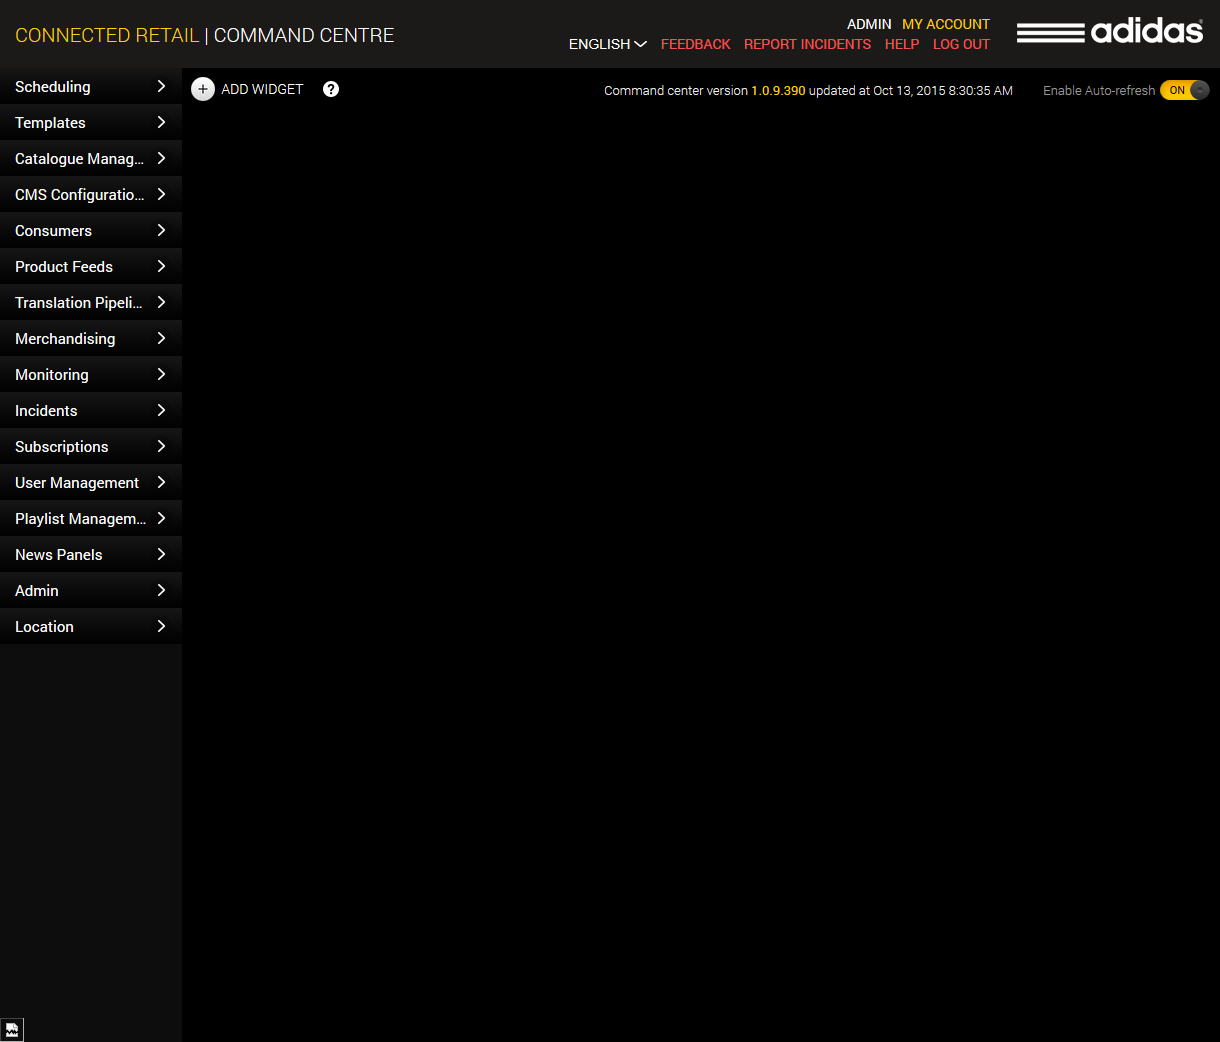 CONNECTED RETAIL | COMMAND CENTRE
ADMIN MY ACCOUNT
ENGLISH FEEDBACK REPORT INCIDENTS HELP LOG OUT
adidas
Scheduling
Templates
Catalogue Manag...
CMS Configuratio...
Consumers
Product Feeds
Translation Pipeli...
Merchandising
Monitoring
Incidents
Subscriptions
User Management
Playlist Managem...
News Panels
Admin
Location
+ ADD WIDGET ?
Command center version 1.0.9.390 updated at Oct 13, 2015 8:30:35 AM
Enable Auto-refresh ON